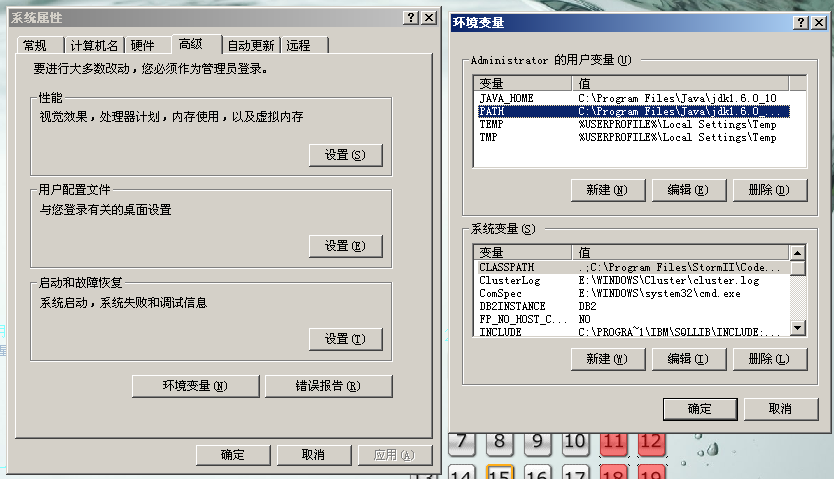 系统属性
常规 计算机名 硬件 高级 自动更新 远程
要进行大多数改动，您必须作为管理员登录。
性能
视觉效果，处理器计划，内存使用，以及虚拟内存
设置(S)
用户配置文件
与您登录有关的桌面设置
设置(E)
启动和故障恢复
系统启动，系统失败和调试信息
设置(T)
环境变量(N) 错误报告(R)
确定 取消 应用(A)
环境变量
Administrator 的用户变量(U)
变量 值
JAVA_HOME C:\Program Files\Java\jdk1.6.0_10
PATH C:\Program Files\Java\jdk1.6.0_...
TEMP %USERPROFILE%\Local Settings\Temp
TMP %USERPROFILE%\Local Settings\Temp
新建(N) 编辑(E) 删除(D)
系统变量(S)
变量 值
CLASSPATH .;C:\Program Files\StormII\Code...
ClusterLog E:\WINDOWS\Cluster\cluster.log
ComSpec E:\WINDOWS\system32\cmd.exe
DB2INSTANCE DB2
FP_NO_HOST_C... NO
INCLUDE C:\PROGRA~1\IBM\SQLLIB\INCLUDE:...
新建(W) 编辑(I) 删除(L)
确定 取消
7 8 9 10 11 12
13 14 15 16 17 18 19